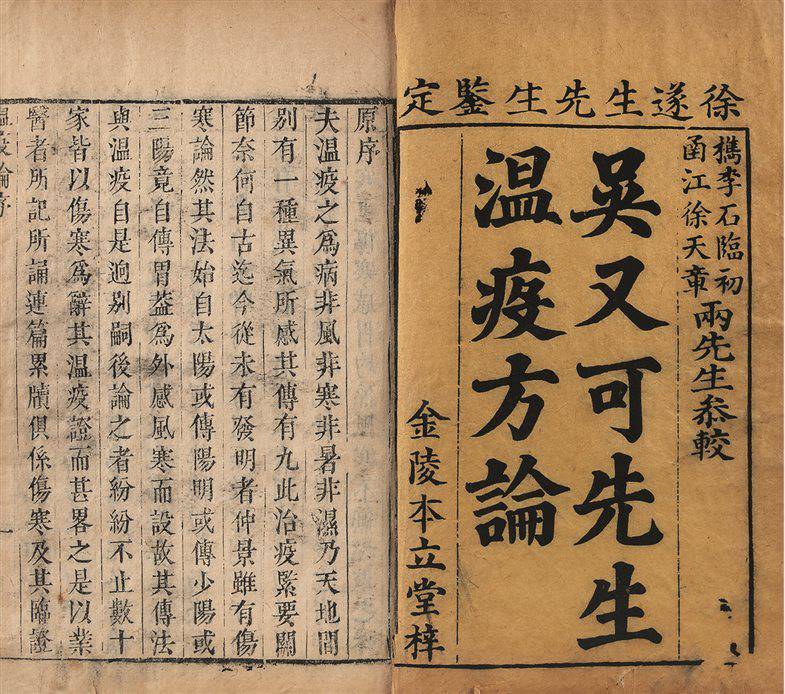 徐遂生先生鑒定
檇李石臨初
甬江徐天章
兩先生叅較
吳又可先生
温疫方論
金陵本立堂梓
原序
夫温疫之爲病非風非寒非暑非濕乃天地間
别有一種異氣所感其傳有九此治疫緊要關
節奈何自古迄今從未有發明者仲景雖有傷
寒論然其法始自太陽或傳陽明或傳少陽或
三陽竟自傳胃葢爲外感風寒而設故其傳法
與温疫自是逈别嗣後論之者紛紛不止數十
家皆以傷寒爲辭其温疫證而甚畧之是以業
醫者所記所誦連篇累牘俱係傷寒及其臨證
温疫論序
一